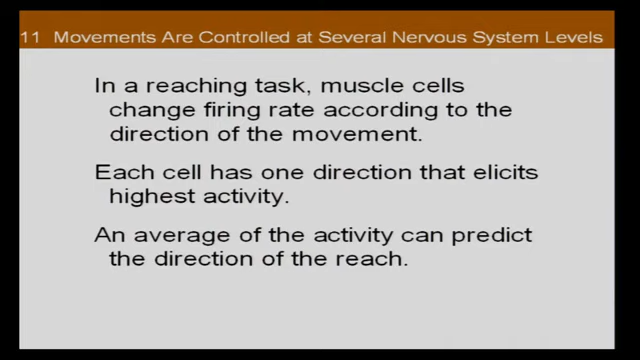 11 Movements Are Controlled at Several Nervous System Levels
In a reaching task, muscle cells
change firing rate according to the
direction of the movement.
Each cell has one direction that elicits
highest activity.
An average of the activity can predict
the direction of the reach.